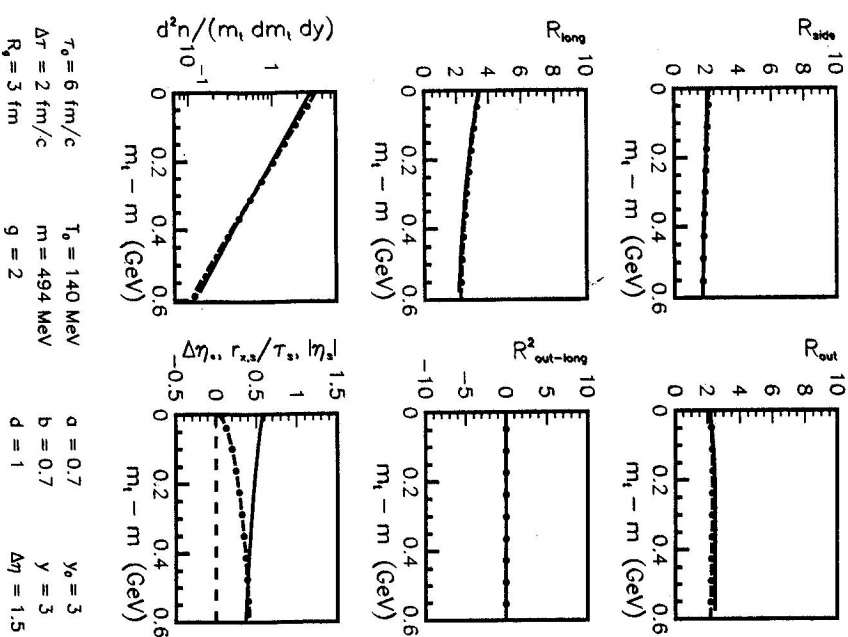 R_side
10
8
6
4
2
0
0 0.2 0.4 0.6
m_t − m (GeV)
R_out
10
8
6
4
2
0
0 0.2 0.4 0.6
m_t − m (GeV)
R_long
10
8
6
4
2
0
0 0.2 0.4 0.6
m_t − m (GeV)
R²_out−long
10
5
0
−5
−10
0 0.2 0.4 0.6
m_t − m (GeV)
d²n/(m_t dm_t dy)
1
10⁻¹
0 0.2 0.4 0.6
m_t − m (GeV)
Δη_*, r_x,s/τ_s, |η_s|
1.5
1
0.5
0
−0.5
0 0.2 0.4 0.6
m_t − m (GeV)
τ_o = 6 fm/c T_o = 140 MeV a = 0.7 y_o = 3
Δτ = 2 fm/c m = 494 MeV b = 0.7 y = 3
R_g = 3 fm g = 2 d = 1 Δη = 1.5